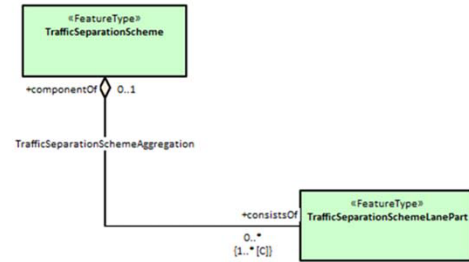 «FeatureType»
TrafficSeparationScheme
+componentOf 0..1
TrafficSeparationSchemeAggregation
+consistsOf
0..*
{1..* [C]}
«FeatureType»
TrafficSeparationSchemeLanePart